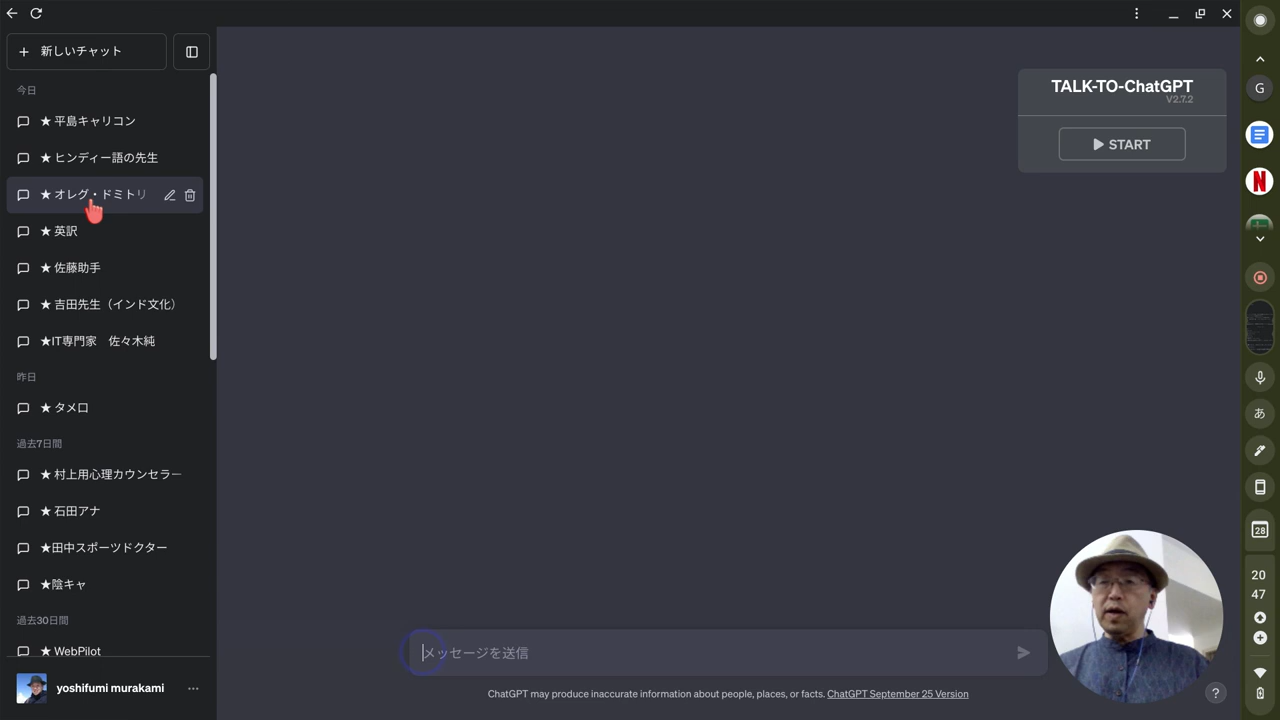 新しいチャット
今日
★ 平島キャリコン
★ ヒンディー語の先生
★ オレグ・ドミトリ
★ 英訳
★ 佐藤助手
★ 吉田先生（インド文化）
★IT専門家　佐々木純
昨日
★ タメロ
過去7日間
★ 村上用心理カウンセラー
★ 石田アナ
★田中スポーツドクター
★陰キャ
過去30日間
★ WebPilot
yoshifumi murakami
TALK-TO-ChatGPT
V2.7.2
START
メッセージを送信
ChatGPT may produce inaccurate information about people, places, or facts. ChatGPT September 25 Version
?
G
N
あ
28
20
47